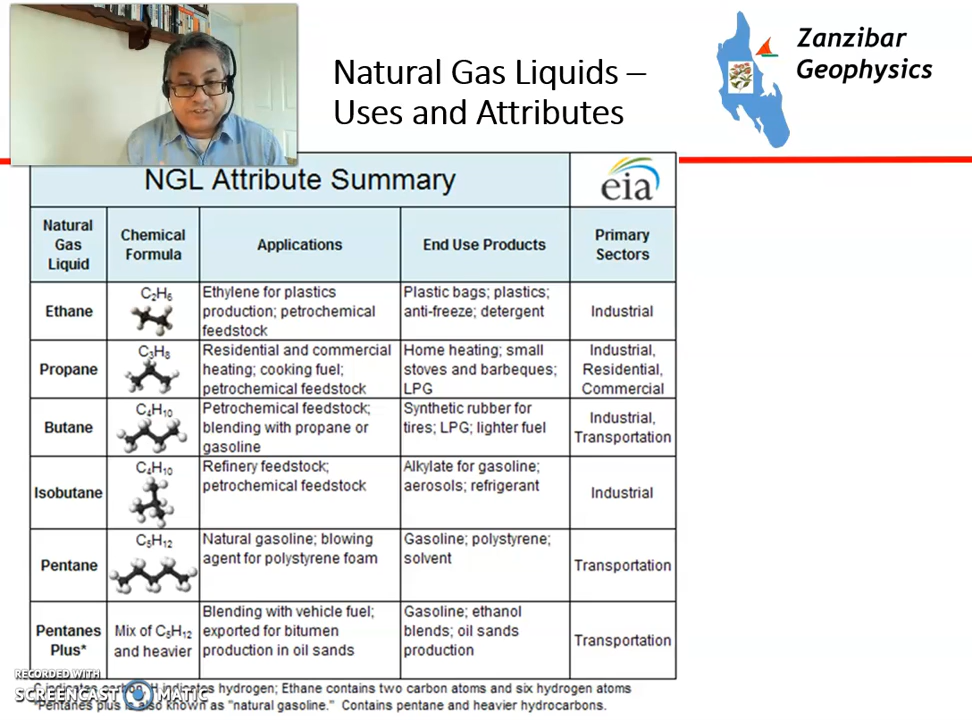 Natural Gas Liquids –
Uses and Attributes
Zanzibar
Geophysics
NGL Attribute Summary
eia
Natural
Gas
Liquid
Chemical
Formula
Applications
End Use Products
Primary
Sectors
Ethane
C₂H₆
Ethylene for plastics
production; petrochemical
feedstock
Plastic bags; plastics;
anti-freeze; detergent
Industrial
Propane
C₃H₈
Residential and commercial
heating; cooking fuel;
petrochemical feedstock
Home heating; small
stoves and barbeques;
LPG
Industrial,
Residential,
Commercial
Butane
C₄H₁₀
Petrochemical feedstock;
blending with propane or
gasoline
Synthetic rubber for
tires; LPG; lighter fuel
Industrial,
Transportation
Isobutane
C₄H₁₀
Refinery feedstock;
petrochemical feedstock
Alkylate for gasoline;
aerosols; refrigerant
Industrial
Pentane
C₅H₁₂
Natural gasoline; blowing
agent for polystyrene foam
Gasoline; polystyrene;
solvent
Transportation
Pentanes
Plus*
Mix of C₅H₁₂
and heavier
Blending with vehicle fuel;
exported for bitumen
production in oil sands
Gasoline; ethanol
blends; oil sands
production
Transportation
RECORDED WITH
SCREENCAST MATIC
C indicates carbon, H indicates hydrogen; Ethane contains two carbon atoms and six hydrogen atoms
*Pentanes plus is also known as "natural gasoline." Contains pentane and heavier hydrocarbons.